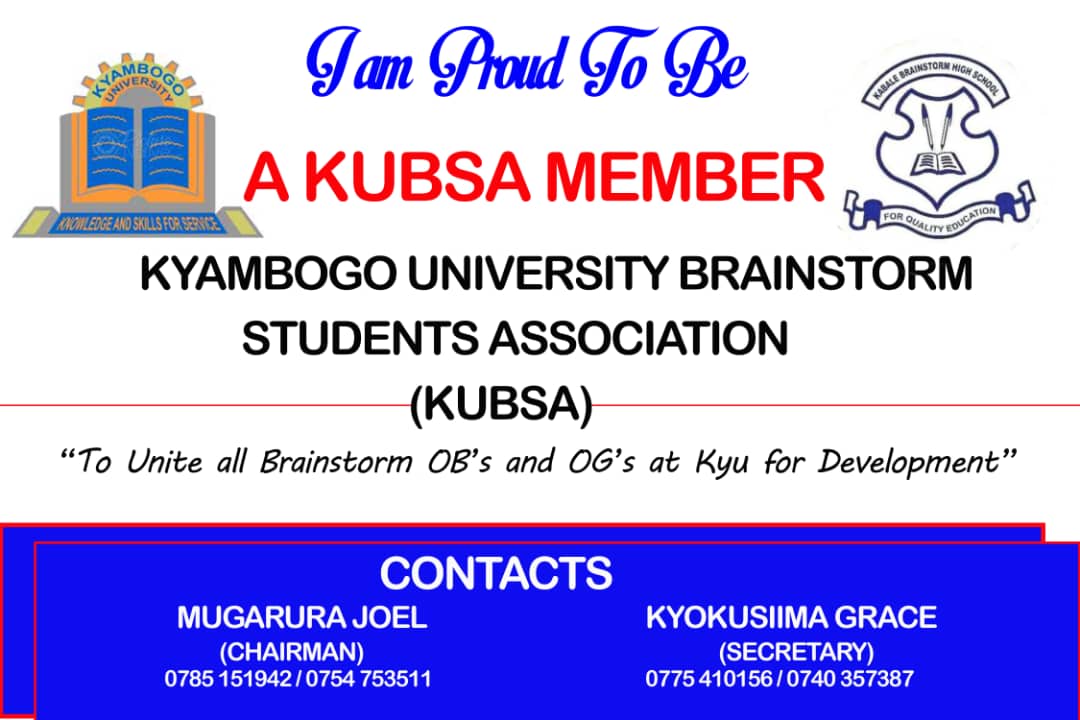 I am Proud To Be
KYAMBOGO
UNIVERSITY
KNOWLEDGE AND SKILLS FOR SERVICE
KABALE BRAINSTORM HIGH SCHOOL
FOR QUALITY EDUCATION
A KUBSA MEMBER
KYAMBOGO UNIVERSITY BRAINSTORM
STUDENTS ASSOCIATION
(KUBSA)
“To Unite all Brainstorm OB’s and OG’s at Kyu for Development”
CONTACTS
MUGARURA JOEL
(CHAIRMAN)
0785 151942 / 0754 753511
KYOKUSIIMA GRACE
(SECRETARY)
0775 410156 / 0740 357387